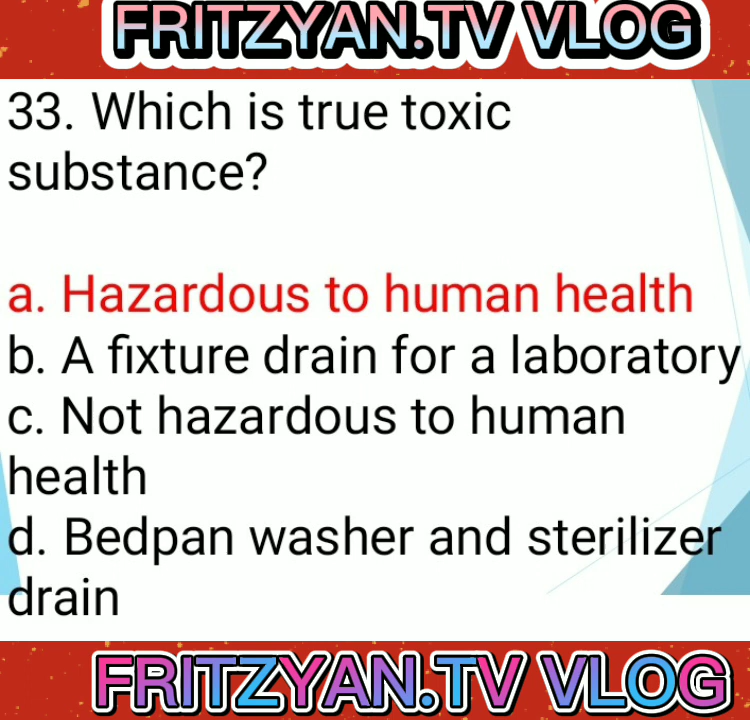 FRITZYAN.TV VLOG
33. Which is true toxic
substance?
a. Hazardous to human health
b. A fixture drain for a laboratory
c. Not hazardous to human
health
d. Bedpan washer and sterilizer
drain
FRITZYAN.TV VLOG